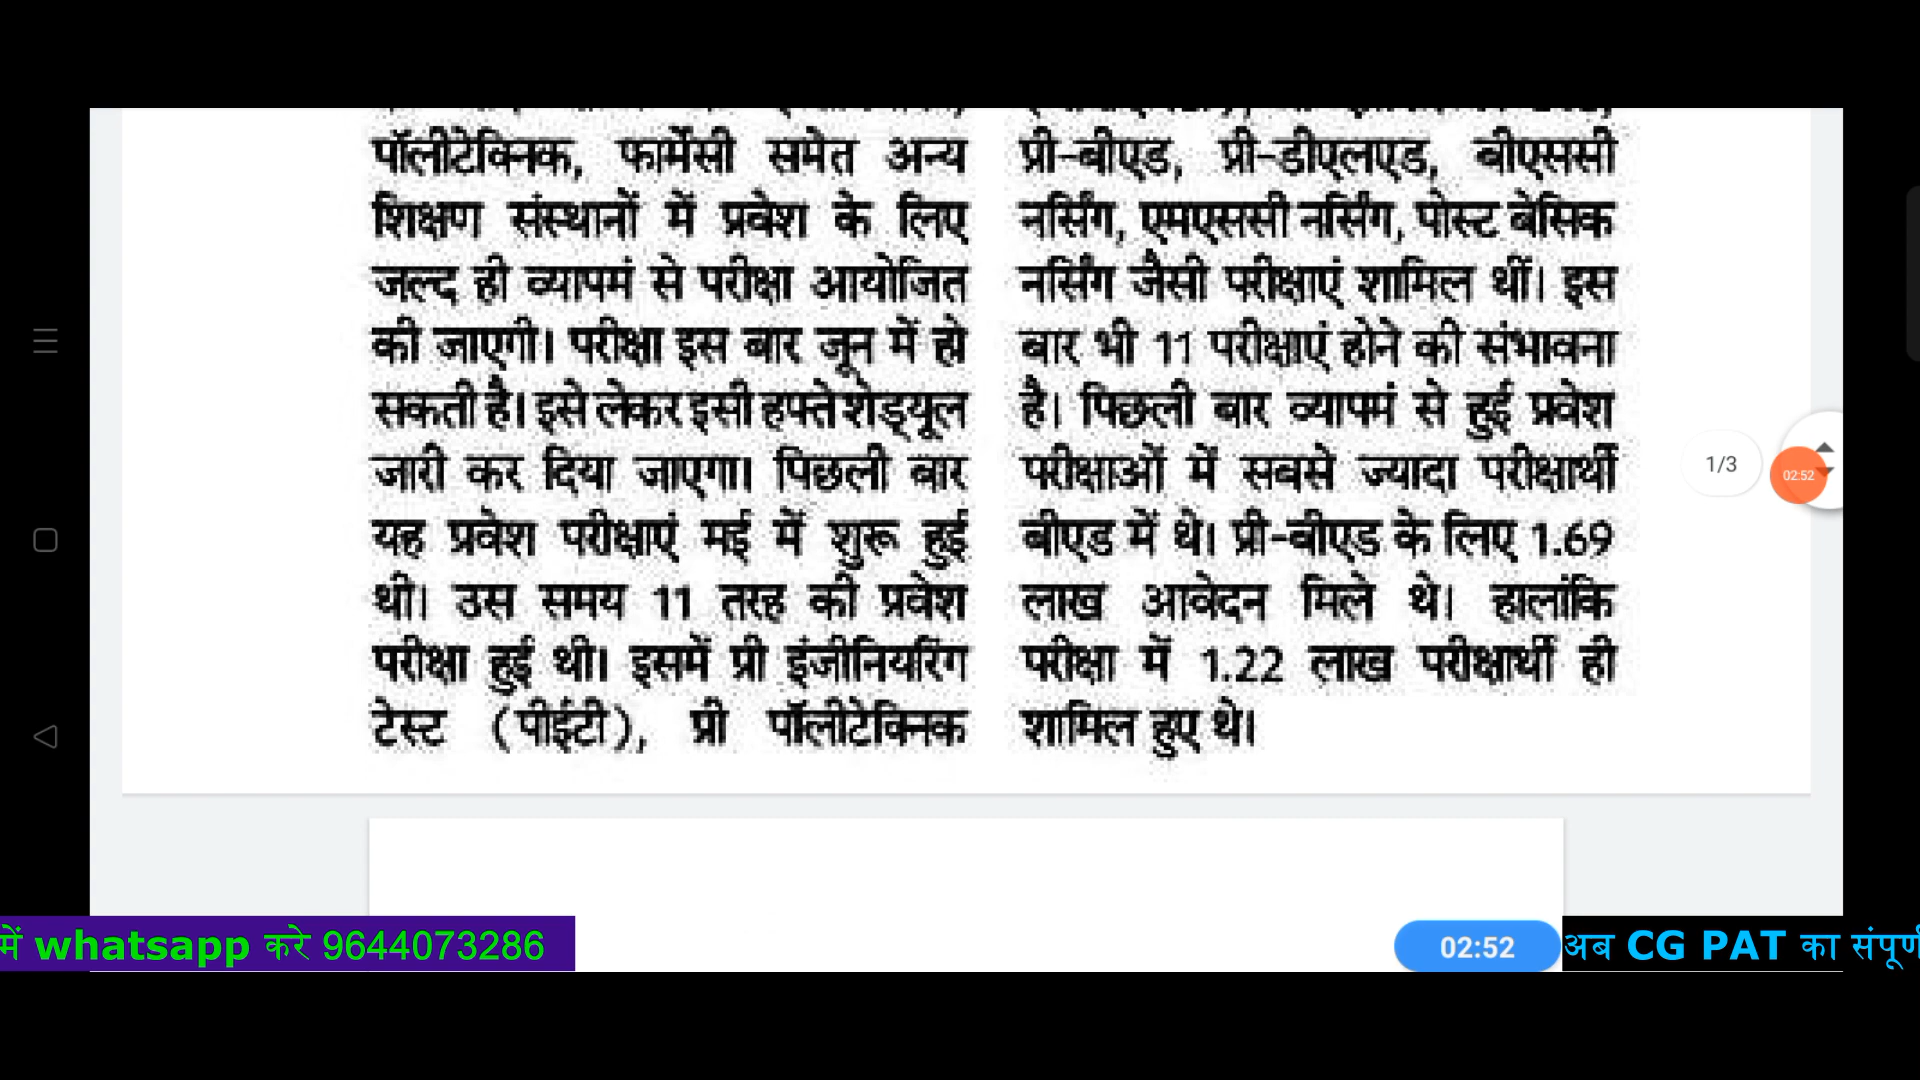 पॉलीटेक्निक, फार्मेसी समेत अन्य
शिक्षण संस्थानों में प्रवेश के लिए
जल्द ही व्यापमं से परीक्षा आयोजित
की जाएगी। परीक्षा इस बार जून में हो
सकती है। इसे लेकर इसी हफ्ते शेड्यूल
जारी कर दिया जाएगा। पिछली बार
यह प्रवेश परीक्षाएं मई में शुरू हुई
थी। उस समय 11 तरह की प्रवेश
परीक्षा हुई थी। इसमें प्री इंजीनियरिंग
टेस्ट (पीईटी), प्री पॉलीटेक्निक
प्री-बीएड, प्री-डीएलएड, बीएससी
नर्सिंग, एमएससी नर्सिंग, पोस्ट बेसिक
नर्सिंग जैसी परीक्षाएं शामिल थीं। इस
बार भी 11 परीक्षाएं होने की संभावना
है। पिछली बार व्यापमं से हुई प्रवेश
परीक्षाओं में सबसे ज्यादा परीक्षार्थी
बीएड में थे। प्री-बीएड के लिए 1.69
लाख आवेदन मिले थे। हालांकि
परीक्षा में 1.22 लाख परीक्षार्थी ही
शामिल हुए थे।
1/3
02:52
में whatsapp करे 9644073286
02:52
अब CG PAT का संपूर्ण